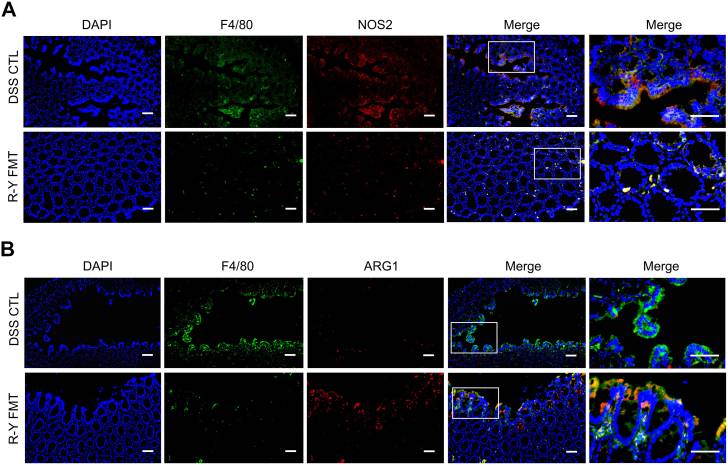 A
DAPI F4/80 NOS2 Merge Merge
DSS CTL
R-Y FMT
B
DAPI F4/80 ARG1 Merge Merge
DSS CTL
R-Y FMT